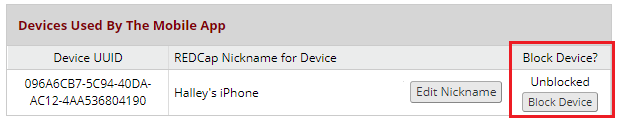 Devices Used By The Mobile App
Device UUID REDCap Nickname for Device Block Device?
096A6CB7-5C94-40DA-
AC12-4AA536804190
Halley's iPhone
Edit Nickname
Unblocked
Block Device